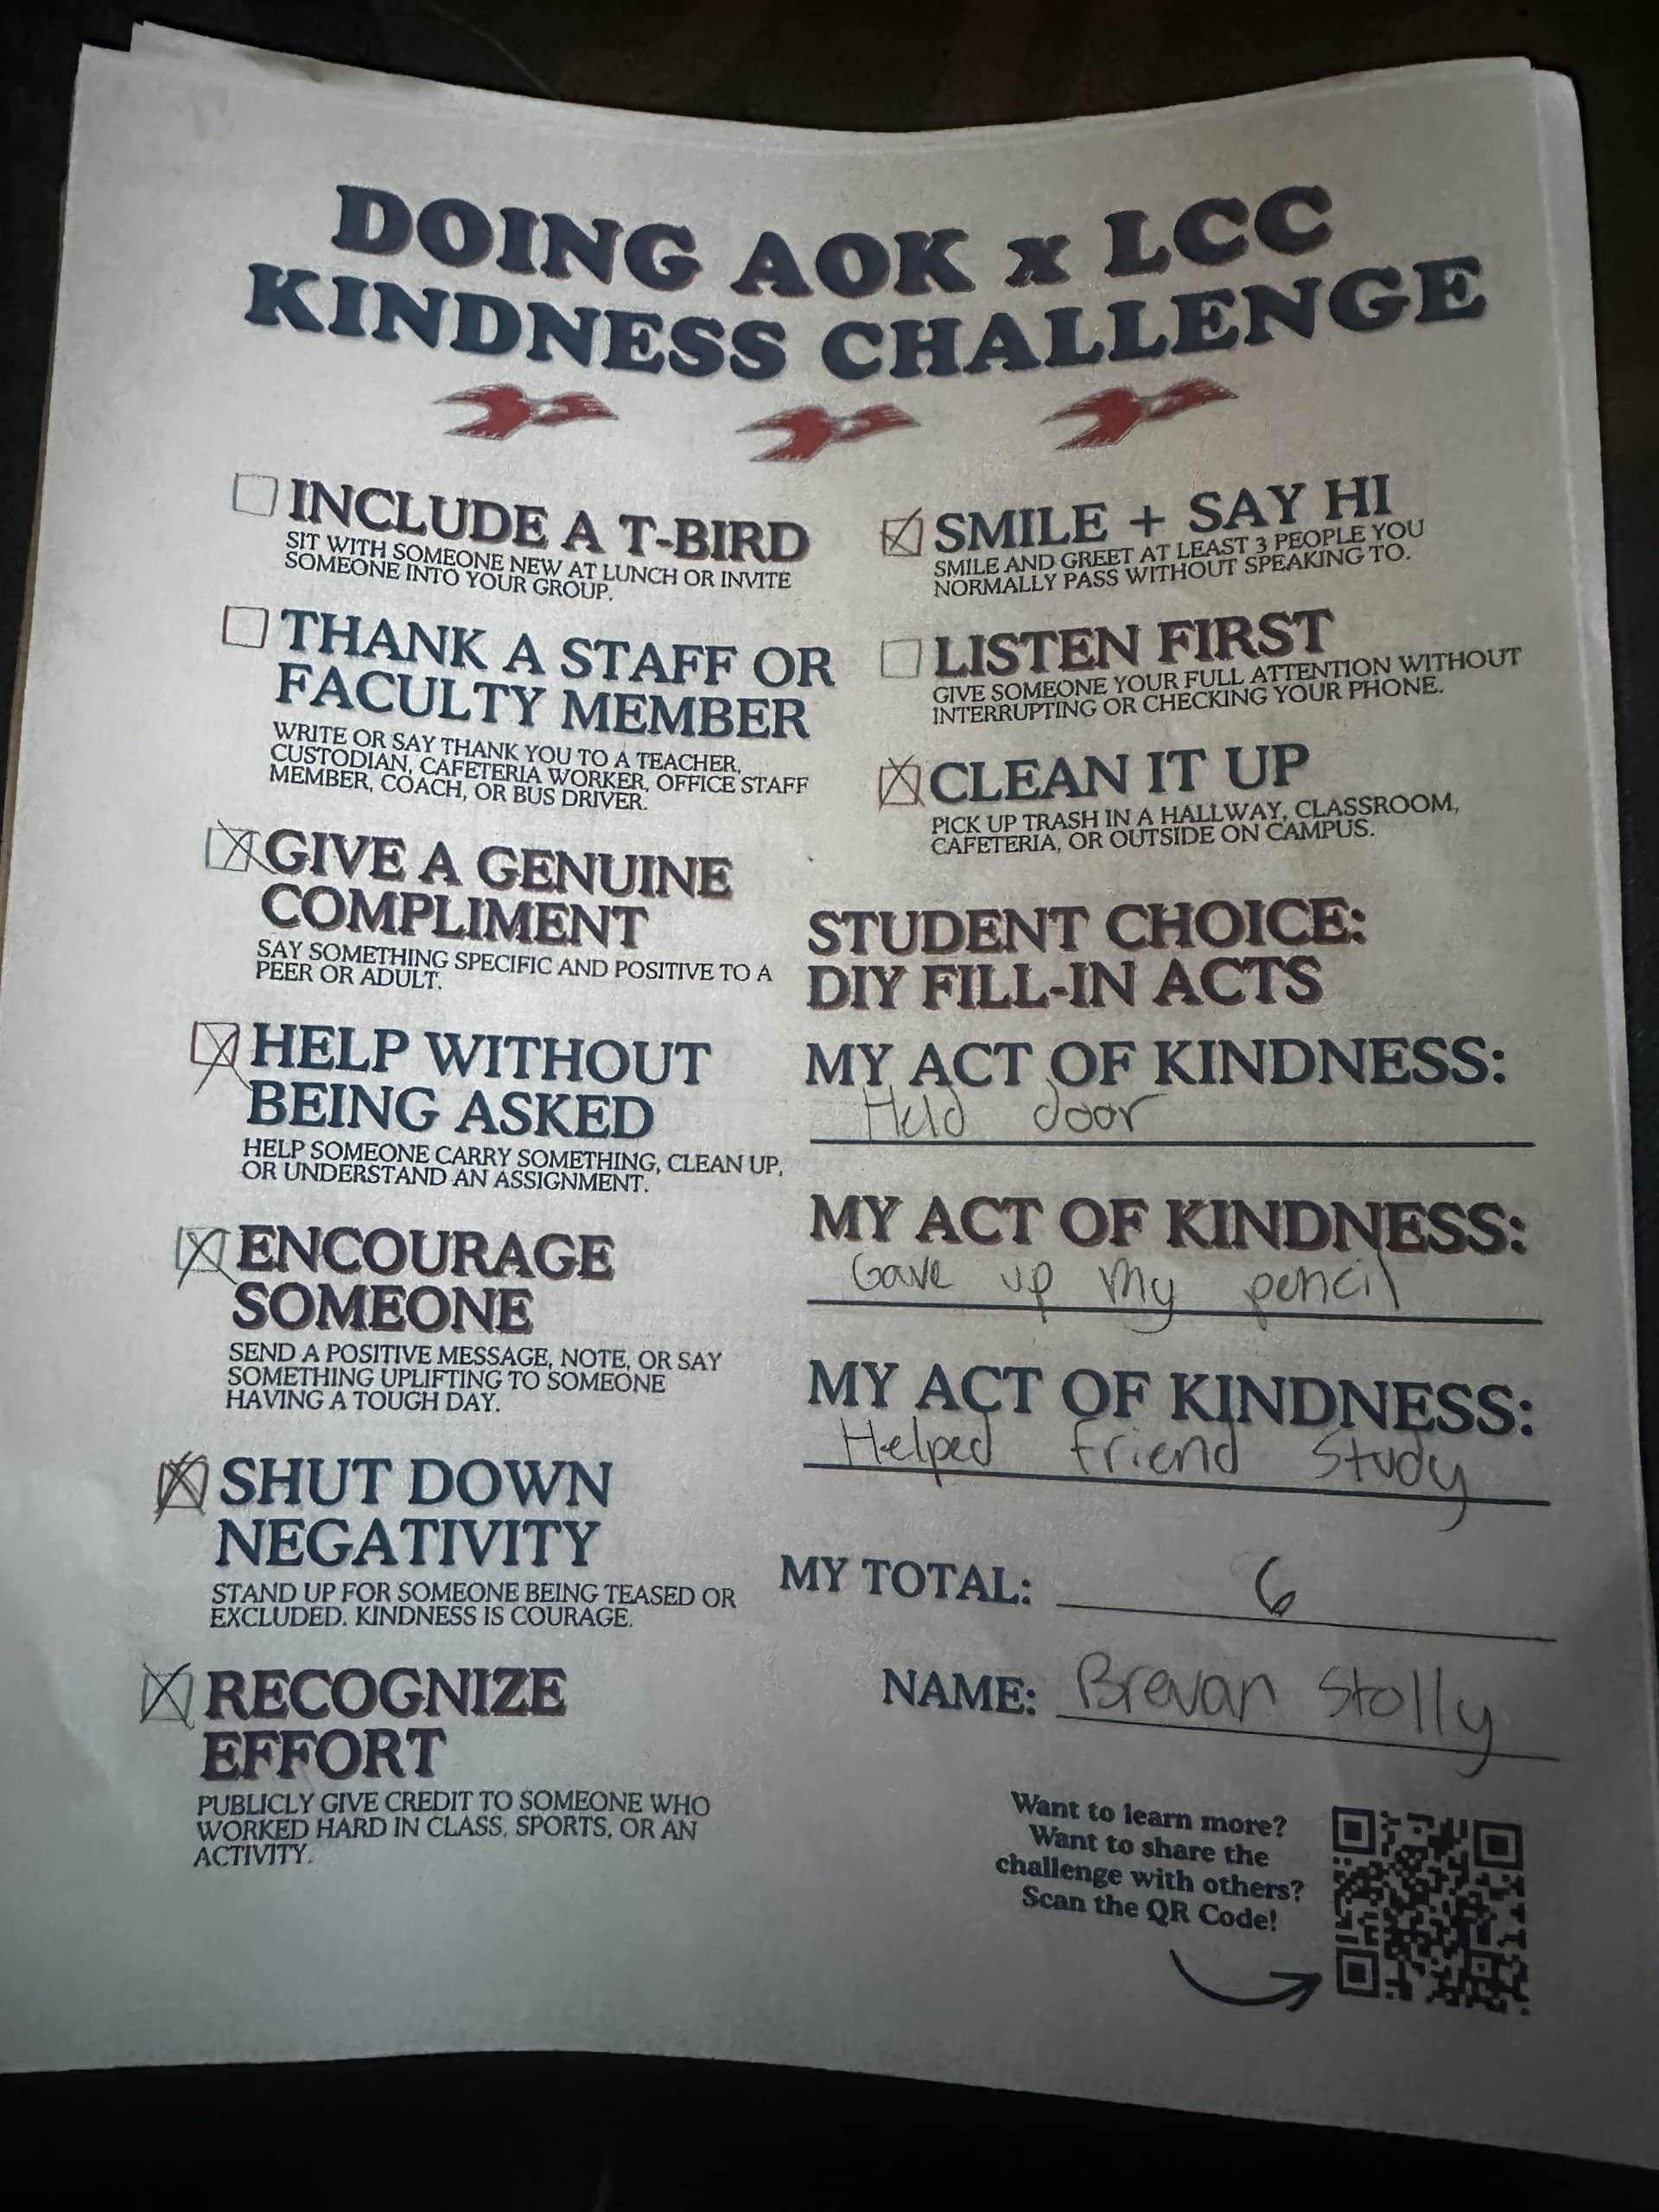 DOING AOK x LCC
KINDNESS CHALLENGE
INCLUDE A T-BIRD
SIT WITH SOMEONE NEW AT LUNCH OR INVITE
SOMEONE INTO YOUR GROUP.
THANK A STAFF OR
FACULTY MEMBER
WRITE OR SAY THANK YOU TO A TEACHER,
CUSTODIAN, CAFETERIA WORKER, OFFICE STAFF
MEMBER, COACH, OR BUS DRIVER.
GIVE A GENUINE
COMPLIMENT
SAY SOMETHING SPECIFIC AND POSITIVE TO A
PEER OR ADULT.
HELP WITHOUT
BEING ASKED
HELP SOMEONE CARRY SOMETHING, CLEAN UP,
OR UNDERSTAND AN ASSIGNMENT.
ENCOURAGE
SOMEONE
SEND A POSITIVE MESSAGE, NOTE, OR SAY
SOMETHING UPLIFTING TO SOMEONE
HAVING A TOUGH DAY.
SHUT DOWN
NEGATIVITY
STAND UP FOR SOMEONE BEING TEASED OR
EXCLUDED. KINDNESS IS COURAGE.
RECOGNIZE
EFFORT
PUBLICLY GIVE CREDIT TO SOMEONE WHO
WORKED HARD IN CLASS, SPORTS, OR AN
ACTIVITY.
SMILE + SAY HI
SMILE AND GREET AT LEAST 3 PEOPLE YOU
NORMALLY PASS WITHOUT SPEAKING TO.
LISTEN FIRST
GIVE SOMEONE YOUR FULL ATTENTION WITHOUT
INTERRUPTING OR CHECKING YOUR PHONE.
CLEAN IT UP
PICK UP TRASH IN A HALLWAY, CLASSROOM,
CAFETERIA, OR OUTSIDE ON CAMPUS.
STUDENT CHOICE:
DIY FILL-IN ACTS
MY ACT OF KINDNESS:
Held door
MY ACT OF KINDNESS:
Gave up my pencil
MY ACT OF KINDNESS:
Helped friend Study
MY TOTAL: 6
NAME: Brevan Stolly
Want to learn more?
Want to share the
challenge with others?
Scan the QR Code!